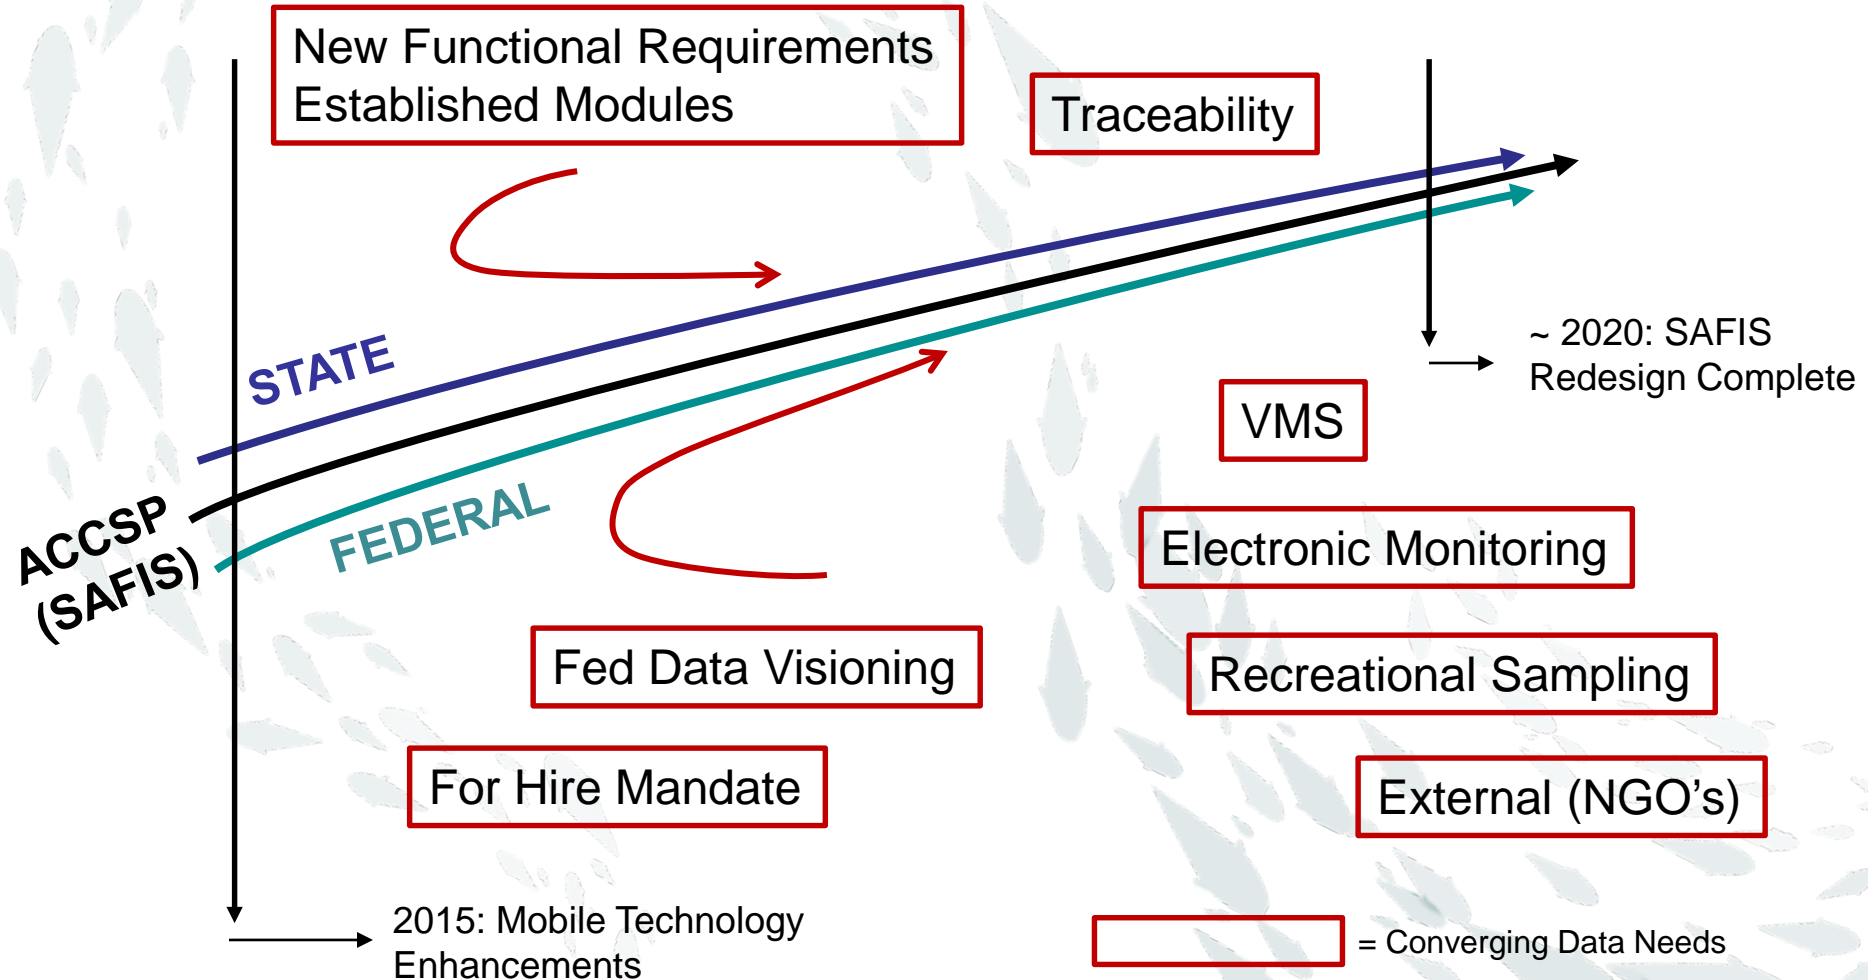 New Functional Requirements
Established Modules
Traceability
STATE
~ 2020: SAFIS
Redesign Complete
VMS
ACCSP
(SAFIS)
FEDERAL
Electronic Monitoring
Fed Data Visioning
Recreational Sampling
For Hire Mandate
External (NGO’s)
2015: Mobile Technology
Enhancements
= Converging Data Needs